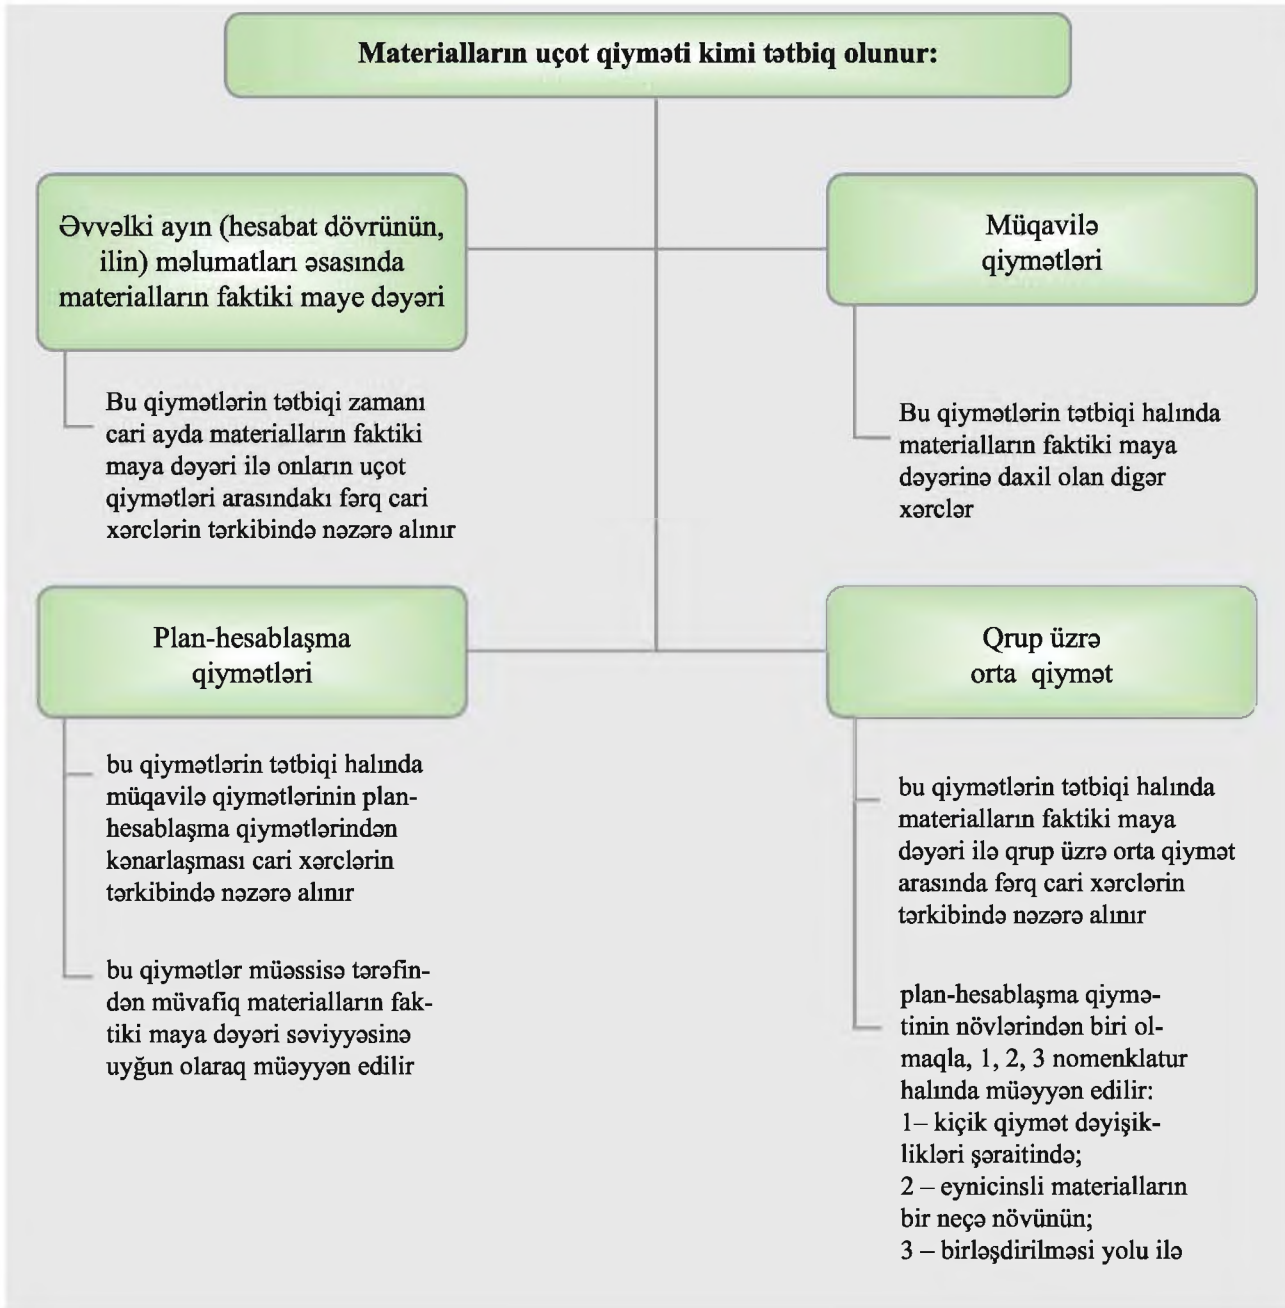 Materialların uçot qiyməti kimi tətbiq olunur:
Əvvəlki ayın (hesabat dövrünün,
ilin) məlumatları əsasında
materialların faktiki maye dəyəri
Bu qiymətlərin tətbiqi zamanı
cari ayda materialların faktiki
maya dəyəri ilə onların uçot
qiymətləri arasındakı fərq cari
xərclərin tərkibində nəzərə alınır
Müqavilə
qiymətləri
Bu qiymətlərin tətbiqi halında
materialların faktiki maya
dəyərinə daxil olan digər
xərclər
Plan-hesablaşma
qiymətləri
bu qiymətlərin tətbiqi halında
müqavilə qiymətlərinin plan-
hesablaşma qiymətlərindən
kənarlaşması cari xərclərin
tərkibində nəzərə alınır
bu qiymətlər müəssisə tərəfin-
dən müvafiq materialların fak-
tiki maya dəyəri səviyyəsinə
uyğun olaraq müəyyən edilir
Qrup üzrə
orta qiymət
bu qiymətlərin tətbiqi halında
materialların faktiki maya
dəyəri ilə qrup üzrə orta qiymət
arasında fərq cari xərclərin
tərkibində nəzərə alınır
plan-hesablaşma qiymə-
tinin növlərindən biri ol-
maqla, 1, 2, 3 nomenklatur
halında müəyyən edilir:
1– kiçik qiymət dəyişik-
likləri şəraitində;
2 – eynicinsli materialların
bir neçə növünün;
3 – birləşdirilməsi yolu ilə